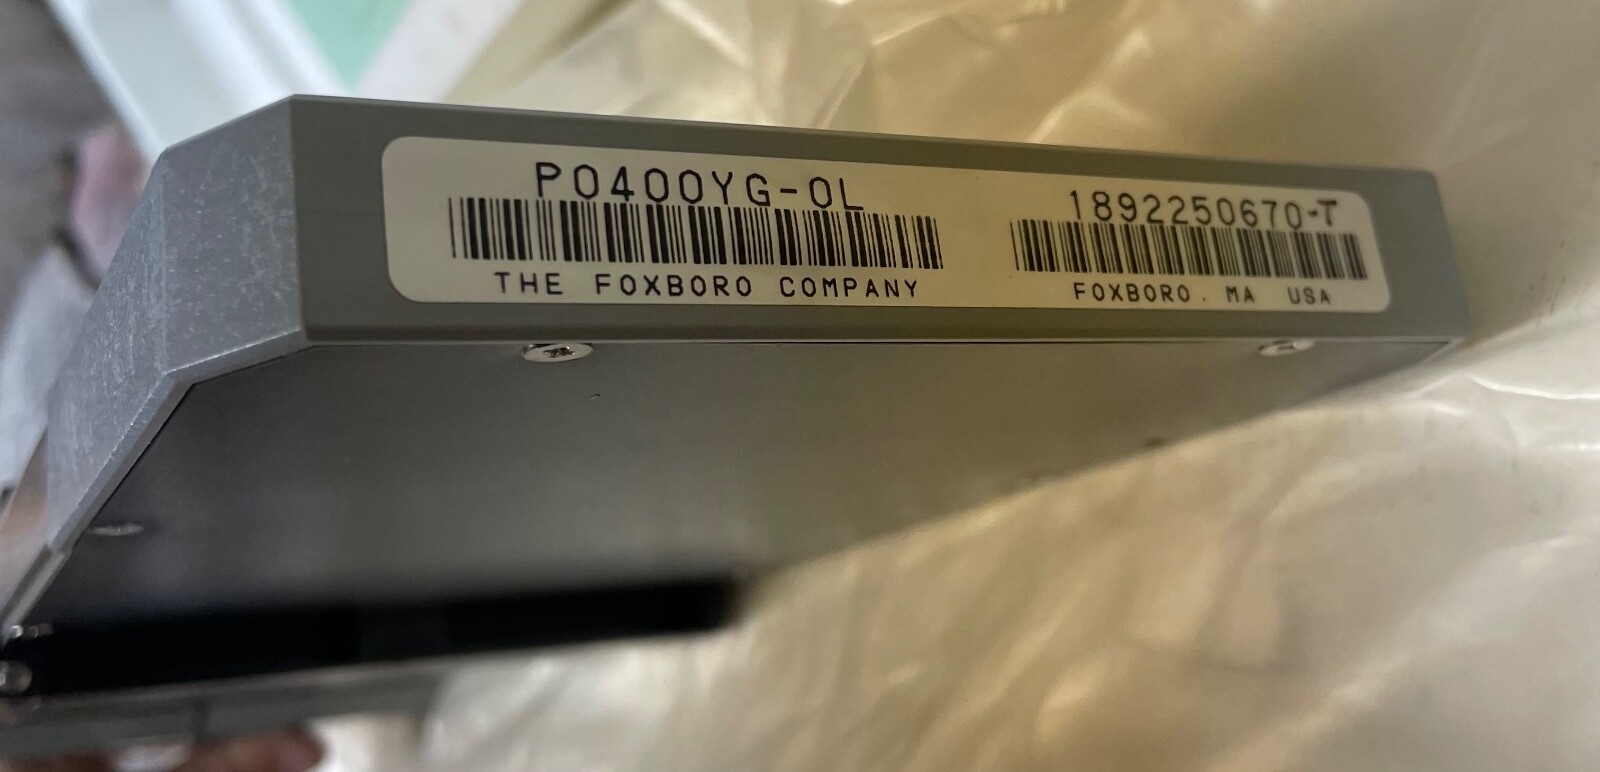 P0400YG-0L
THE FOXBORO COMPANY
1892250670-T
FOXBORO. MA USA